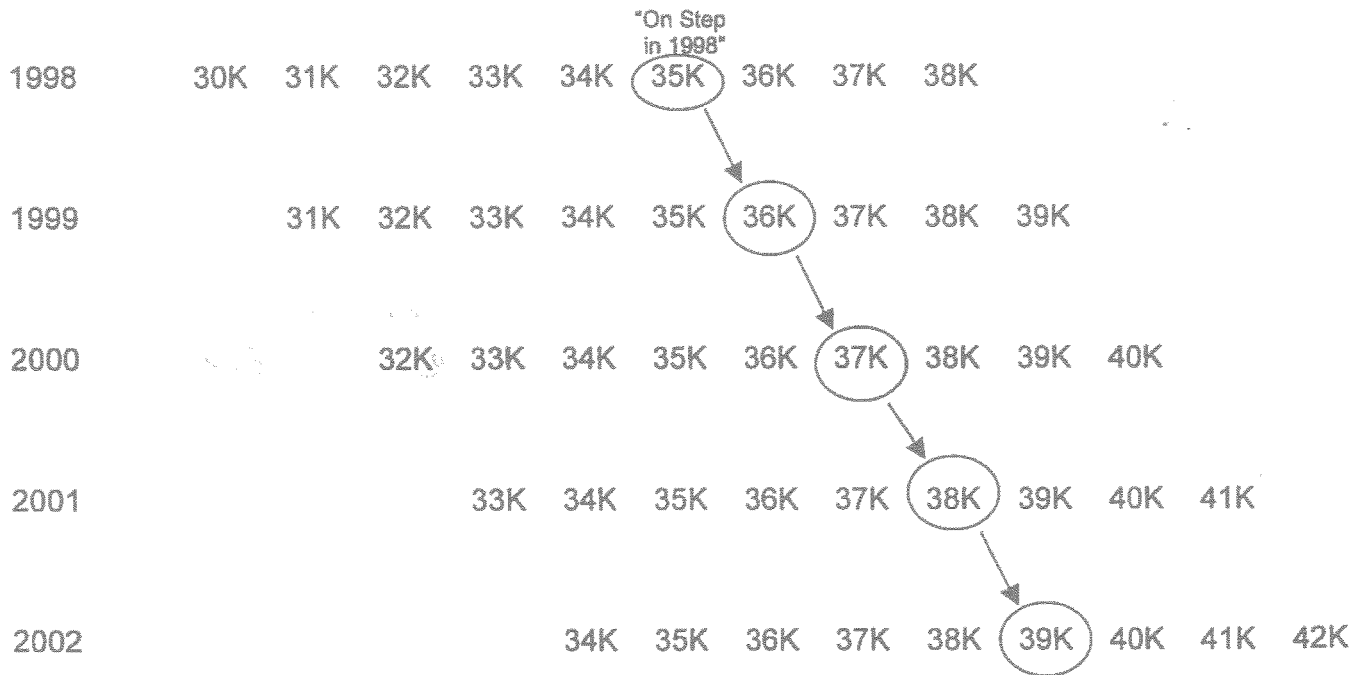 "On Step
in 1998"
1998 30K 31K 32K 33K 34K 35K 36K 37K 38K
1999 31K 32K 33K 34K 35K 36K 37K 38K 39K
2000 32K 33K 34K 35K 36K 37K 38K 39K 40K
2001 33K 34K 35K 36K 37K 38K 39K 40K 41K
2002 34K 35K 36K 37K 38K 39K 40K 41K 42K